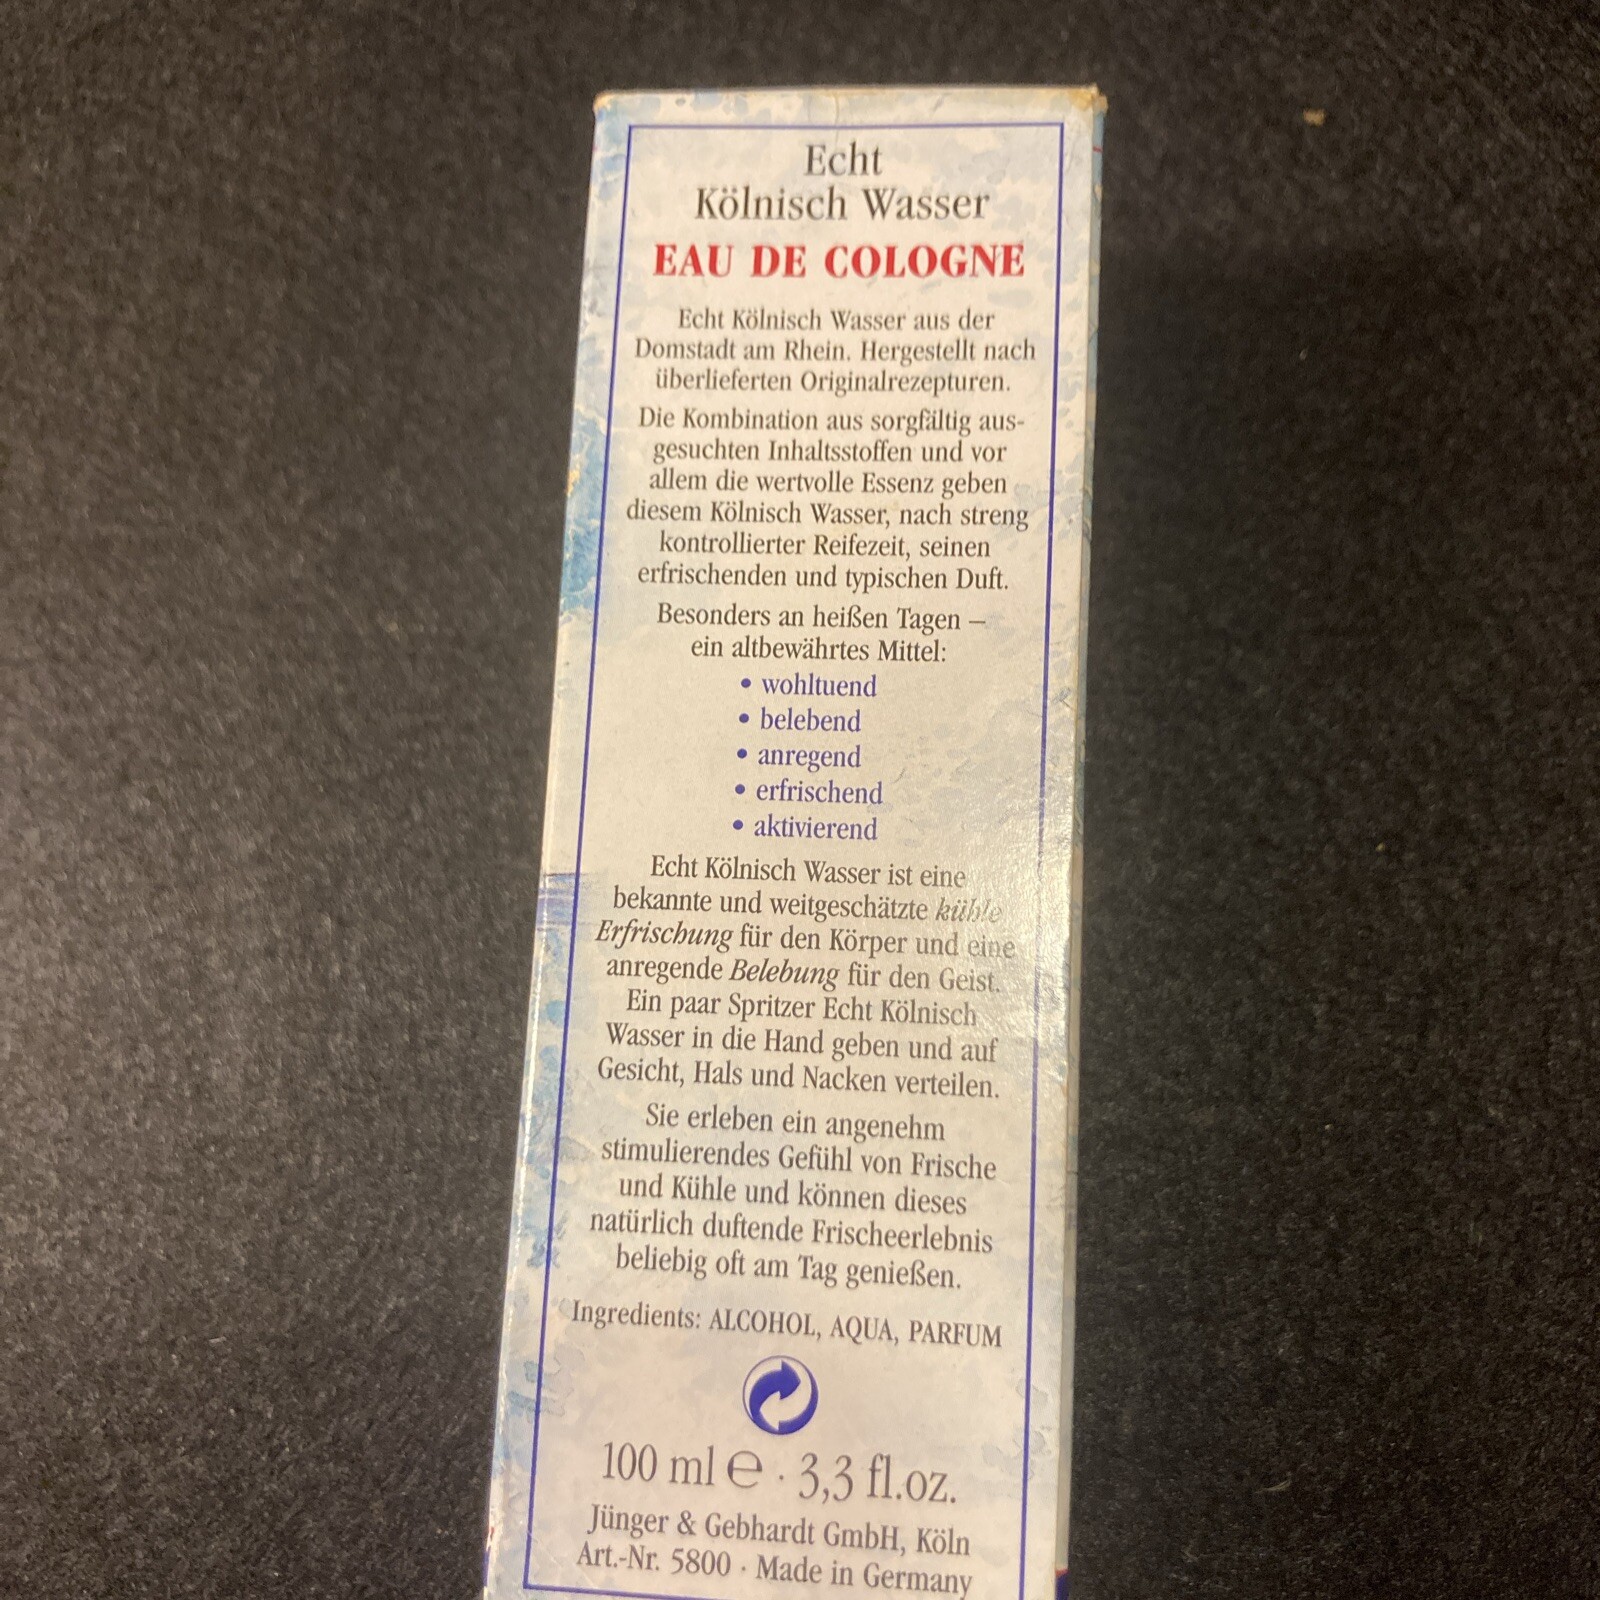 Echt
Kölnisch Wasser
EAU DE COLOGNE
Echt Kölnisch Wasser aus der
Domstadt am Rhein. Hergestellt nach
überlieferten Originalrezepturen.
Die Kombination aus sorgfältig aus-
gesuchten Inhaltsstoffen und vor
allem die wertvolle Essenz geben
diesem Kölnisch Wasser, nach streng
kontrollierter Reifezeit, seinen
erfrischenden und typischen Duft.
Besonders an heißen Tagen –
ein altbewährtes Mittel:
• wohltuend
• belebend
• anregend
• erfrischend
• aktivierend
Echt Kölnisch Wasser ist eine
bekannte und weitgeschätzte kühle
Erfrischung für den Körper und eine
anregende Belebung für den Geist.
Ein paar Spritzer Echt Kölnisch
Wasser in die Hand geben und auf
Gesicht, Hals und Nacken verteilen.
Sie erleben ein angenehm
stimulierendes Gefühl von Frische
und Kühle und können dieses
natürlich duftende Frischeerlebnis
beliebig oft am Tag genießen.
Ingredients: ALCOHOL, AQUA, PARFUM
100 ml ℮ · 3,3 fl.oz.
Jünger & Gebhardt GmbH, Köln
Art.-Nr. 5800 · Made in Germany